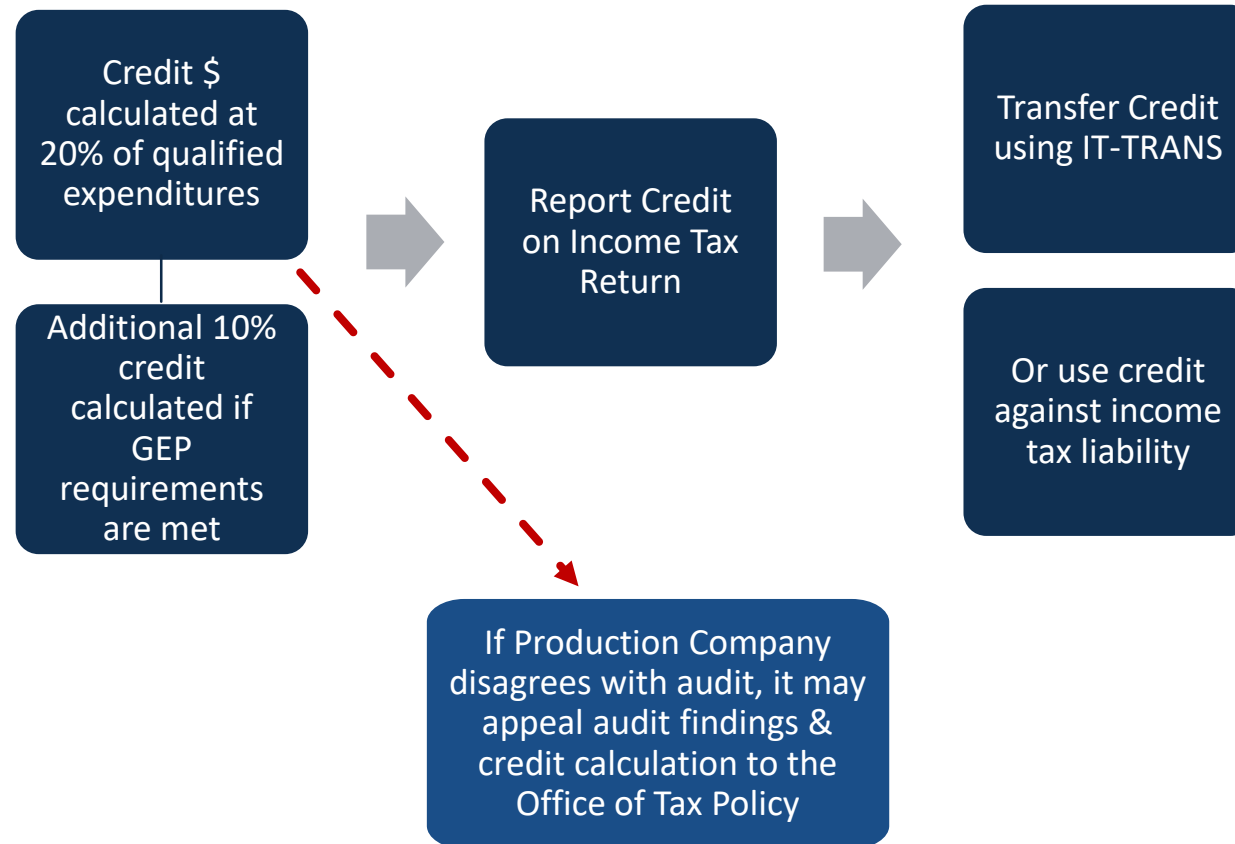 Credit $
calculated at
20% of qualified
expenditures
Additional 10%
credit
calculated if
GEP
requirements
are met
Report Credit
on Income Tax
Return
Transfer Credit
using IT-TRANS
Or use credit
against income
tax liability
If Production Company
disagrees with audit, it may
appeal audit findings &
credit calculation to the
Office of Tax Policy